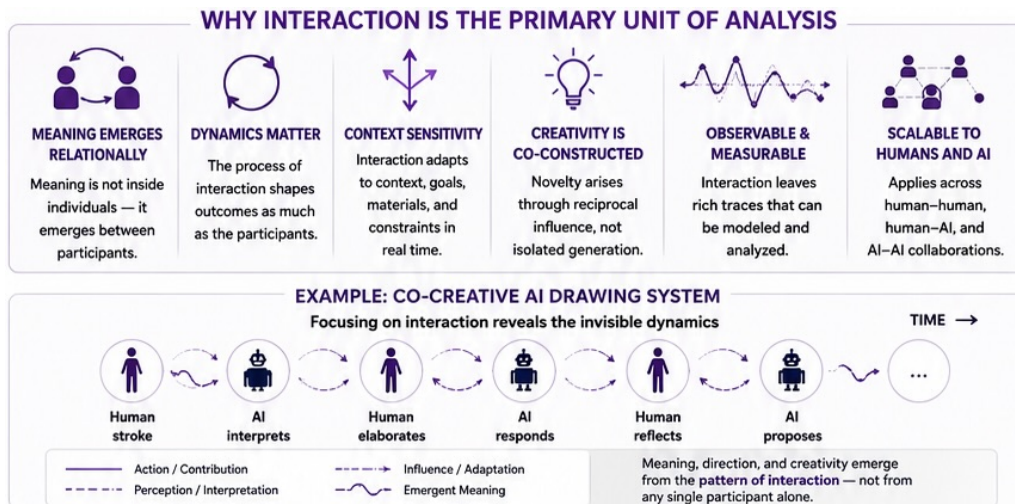 WHY INTERACTION IS THE PRIMARY UNIT OF ANALYSIS
MEANING EMERGES
RELATIONALLY
Meaning is not inside
individuals — it
emerges between
participants.
DYNAMICS MATTER
The process of
interaction shapes
outcomes as much
as the participants.
CONTEXT SENSITIVITY
Interaction adapts
to context, goals,
materials, and
constraints in
real time.
CREATIVITY IS
CO-CONSTRUCTED
Novelty arises
through reciprocal
influence, not
isolated generation.
OBSERVABLE &
MEASURABLE
Interaction leaves
rich traces that can
be modeled and
analyzed.
SCALABLE TO
HUMANS AND AI
Applies across
human–human,
human–AI, and
AI–AI collaborations.
EXAMPLE: CO-CREATIVE AI DRAWING SYSTEM
Focusing on interaction reveals the invisible dynamics
TIME →
Human
stroke
AI
interprets
Human
elaborates
AI
responds
Human
reflects
AI
proposes
...
Action / Contribution
Perception / Interpretation
Influence / Adaptation
Emergent Meaning
Meaning, direction, and creativity emerge
from the pattern of interaction — not from
any single participant alone.